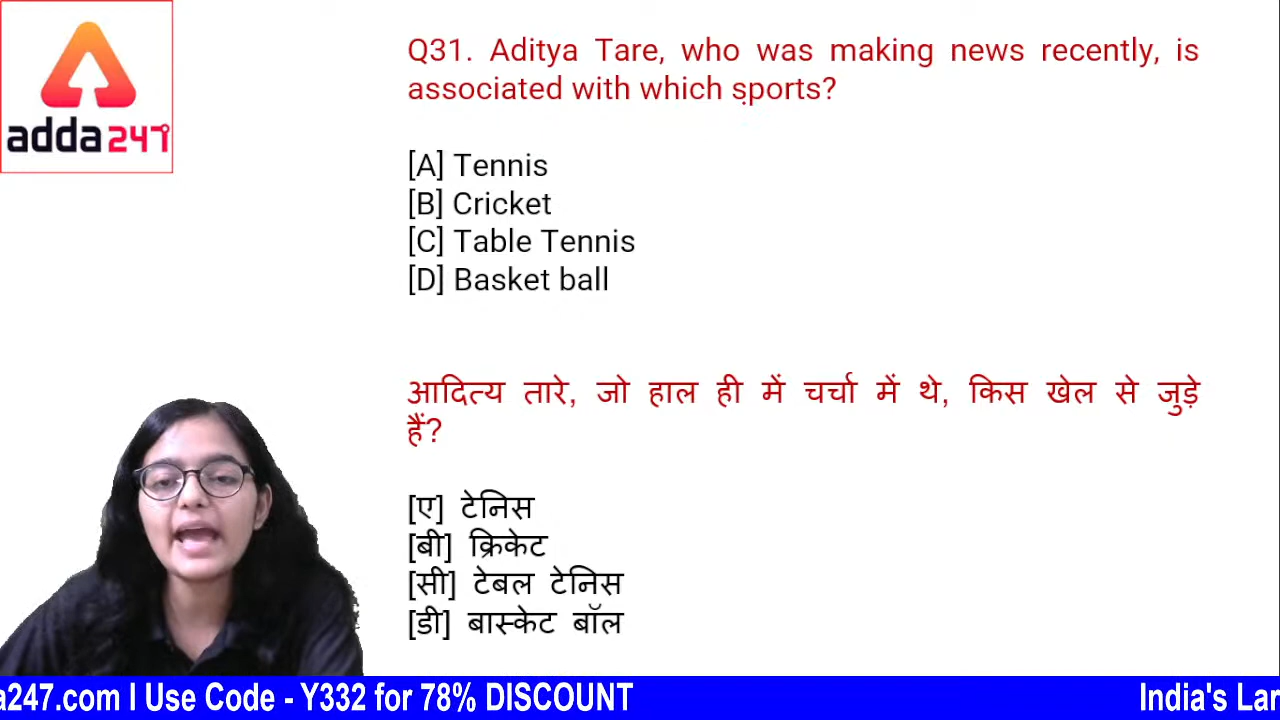 adda247
Q31. Aditya Tare, who was making news recently, is
associated with which sports?
[A] Tennis
[B] Cricket
[C] Table Tennis
[D] Basket ball
आदित्य तारे, जो हाल ही में चर्चा में थे, किस खेल से जुड़े
हैं?
[ए] टेनिस
[बी] क्रिकेट
[सी] टेबल टेनिस
[डी] बास्केट बॉल
a247.com l Use Code - Y332 for 78% DISCOUNT
India's Lar